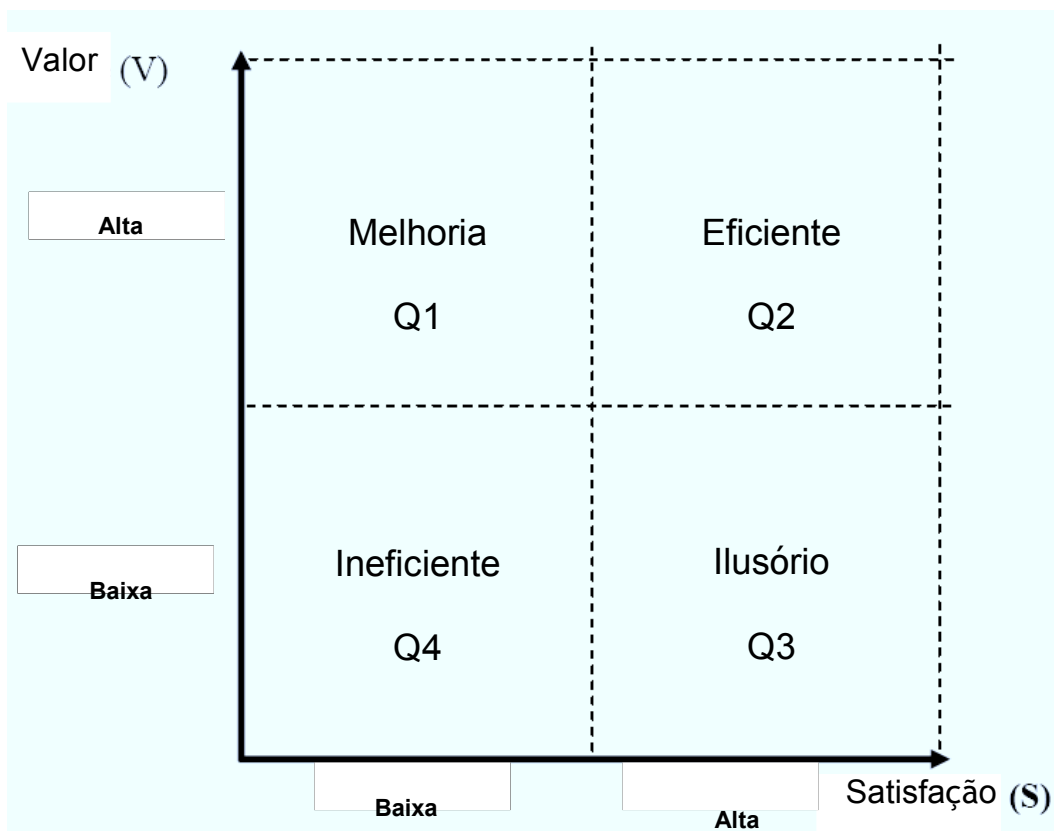 Valor (V)
Alta
Melhoria
Eficiente
Q1
Q2
Baixa
Ineficiente
Ilusório
Q4
Q3
Baixa
Alta
Satisfação (S)